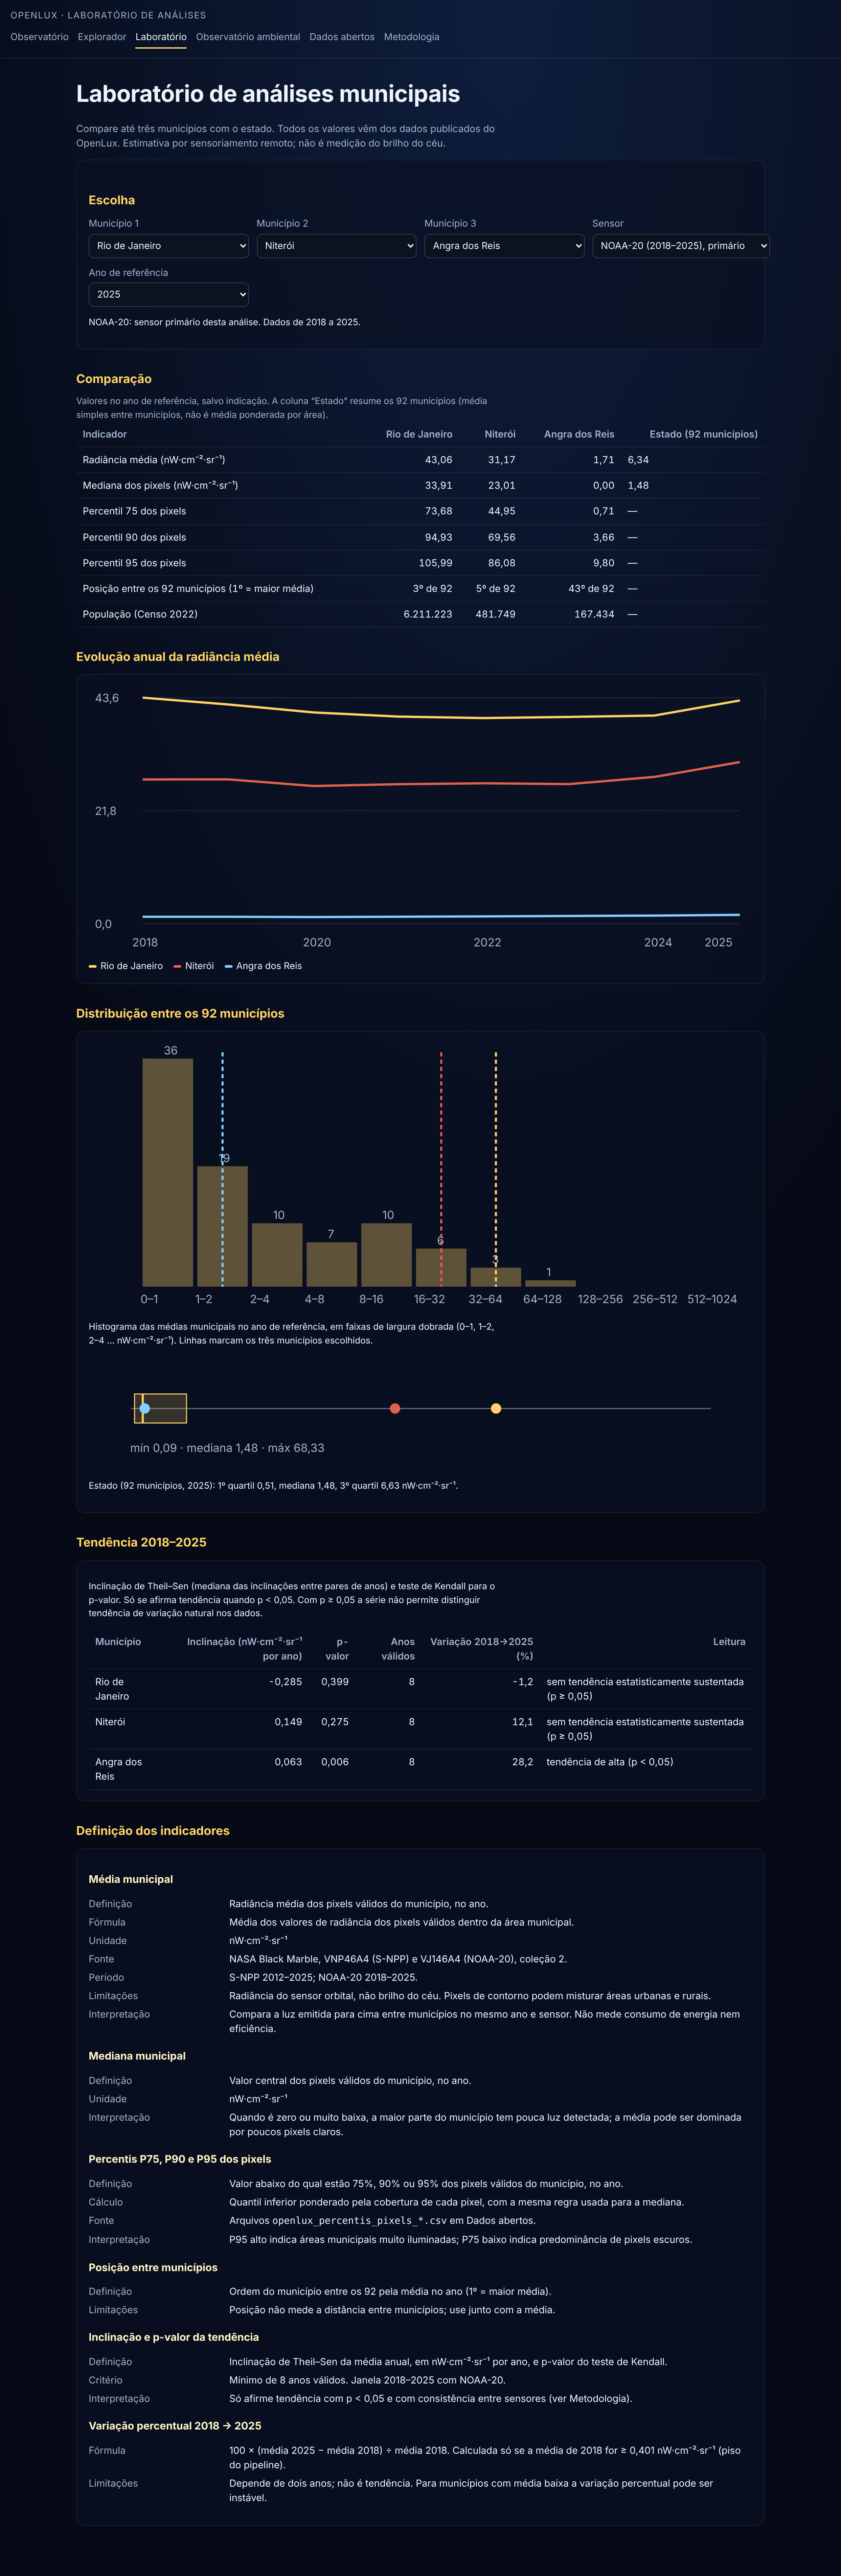 OPENLUX · LABORATÓRIO DE ANÁLISES
Observatório Explorador Laboratório Observatório ambiental Dados abertos Metodologia
Laboratório de análises municipais
Compare até três municípios com o estado. Todos os valores vêm dos dados publicados do
OpenLux. Estimativa por sensoriamento remoto; não é medição do brilho do céu.
Escolha
Município 1 Município 2 Município 3 Sensor
Rio de Janeiro Niterói Angra dos Reis NOAA-20 (2018–2025), primário
Ano de referência
2025
NOAA-20: sensor primário desta análise. Dados de 2018 a 2025.
Comparação
Valores no ano de referência, salvo indicação. A coluna “Estado” resume os 92 municípios (média
simples entre municípios, não é média ponderada por área).
Indicador Rio de Janeiro Niterói Angra dos Reis Estado (92 municípios)
Radiância média (nW·cm⁻²·sr⁻¹) 43,06 31,17 1,71 6,34
Mediana dos pixels (nW·cm⁻²·sr⁻¹) 33,91 23,01 0,00 1,48
Percentil 75 dos pixels 73,68 44,95 0,71 —
Percentil 90 dos pixels 94,93 69,56 3,66 —
Percentil 95 dos pixels 105,99 86,08 9,80 —
Posição entre os 92 municípios (1º = maior média) 3º de 92 5º de 92 43º de 92 —
População (Censo 2022) 6.211.223 481.749 167.434 —
Evolução anual da radiância média
43,6
21,8
0,0
2018 2020 2022 2024 2025
Rio de Janeiro Niterói Angra dos Reis
Distribuição entre os 92 municípios
36
19
10 7 10
6
3
1
0–1 1–2 2–4 4–8 8–16 16–32 32–64 64–128 128–256 256–512 512–1024
Histograma das médias municipais no ano de referência, em faixas de largura dobrada (0–1, 1–2,
2–4 … nW·cm⁻²·sr⁻¹). Linhas marcam os três municípios escolhidos.
mín 0,09 · mediana 1,48 · máx 68,33
Estado (92 municípios, 2025): 1º quartil 0,51, mediana 1,48, 3º quartil 6,63 nW·cm⁻²·sr⁻¹.
Tendência 2018–2025
Inclinação de Theil–Sen (mediana das inclinações entre pares de anos) e teste de Kendall para o
p-valor. Só se afirma tendência quando p < 0,05. Com p ≥ 0,05 a série não permite distinguir
tendência de variação natural nos dados.
Município Inclinação (nW·cm⁻²·sr⁻¹ p- Anos Variação 2018→2025 Leitura
por ano) valor válidos (%)
Rio de -0,285 0,399 8 -1,2 sem tendência estatisticamente sustentada
Janeiro (p ≥ 0,05)
Niterói 0,149 0,275 8 12,1 sem tendência estatisticamente sustentada
(p ≥ 0,05)
Angra dos 0,063 0,006 8 28,2 tendência de alta (p < 0,05)
Reis
Definição dos indicadores
Média municipal
Definição Radiância média dos pixels válidos do município, no ano.
Fórmula Média dos valores de radiância dos pixels válidos dentro da área municipal.
Unidade nW·cm⁻²·sr⁻¹
Fonte NASA Black Marble, VNP46A4 (S-NPP) e VJ146A4 (NOAA-20), coleção 2.
Período S-NPP 2012–2025; NOAA-20 2018–2025.
Limitações Radiância do sensor orbital, não brilho do céu. Pixels de contorno podem misturar áreas urbanas e rurais.
Interpretação Compara a luz emitida para cima entre municípios no mesmo ano e sensor. Não mede consumo de energia nem
eficiência.
Mediana municipal
Definição Valor central dos pixels válidos do município, no ano.
Unidade nW·cm⁻²·sr⁻¹
Interpretação Quando é zero ou muito baixa, a maior parte do município tem pouca luz detectada; a média pode ser dominada
por poucos pixels claros.
Percentis P75, P90 e P95 dos pixels
Definição Valor abaixo do qual estão 75%, 90% ou 95% dos pixels válidos do município, no ano.
Cálculo Quantil inferior ponderado pela cobertura de cada pixel, com a mesma regra usada para a mediana.
Fonte Arquivos openlux_percentis_pixels_*.csv em Dados abertos.
Interpretação P95 alto indica áreas municipais muito iluminadas; P75 baixo indica predominância de pixels escuros.
Posição entre municípios
Definição Ordem do município entre os 92 pela média no ano (1º = maior média).
Limitações Posição não mede a distância entre municípios; use junto com a média.
Inclinação e p-valor da tendência
Definição Inclinação de Theil–Sen da média anual, em nW·cm⁻²·sr⁻¹ por ano, e p-valor do teste de Kendall.
Critério Mínimo de 8 anos válidos. Janela 2018–2025 com NOAA-20.
Interpretação Só afirme tendência com p < 0,05 e com consistência entre sensores (ver Metodologia).
Variação percentual 2018 → 2025
Fórmula 100 × (média 2025 − média 2018) ÷ média 2018. Calculada só se a média de 2018 for ≥ 0,401 nW·cm⁻²·sr⁻¹ (piso
do pipeline).
Limitações Depende de dois anos; não é tendência. Para municípios com média baixa a variação percentual pode ser
instável.